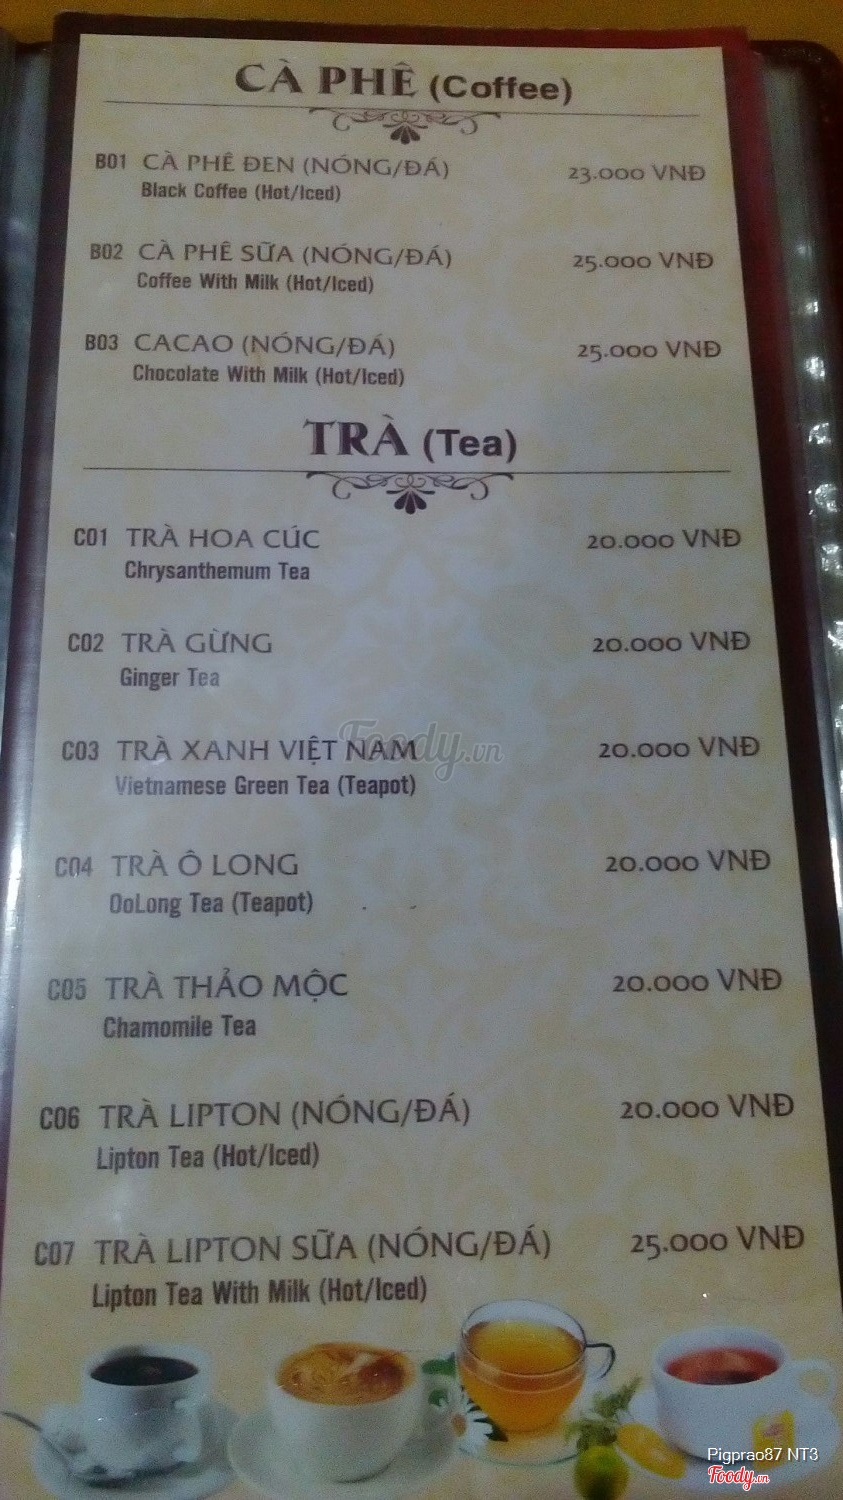 CÀ PHÊ (Coffee)
B01 CÀ PHÊ ĐEN (NÓNG/ĐÁ) 23.000 VNĐ
Black Coffee (Hot/Iced)
B02 CÀ PHÊ SỮA (NÓNG/ĐÁ) 25.000 VNĐ
Coffee With Milk (Hot/Iced)
B03 CACAO (NÓNG/ĐÁ) 25.000 VNĐ
Chocolate With Milk (Hot/Iced)
TRÀ (Tea)
C01 TRÀ HOA CÚC 20.000 VNĐ
Chrysanthemum Tea
C02 TRÀ GỪNG 20.000 VNĐ
Ginger Tea
C03 TRÀ XANH VIỆT NAM 20.000 VNĐ
Foody.vn
Vietnamese Green Tea (Teapot)
C04 TRÀ Ô LONG 20.000 VNĐ
OoLong Tea (Teapot)
C05 TRÀ THẢO MỘC 20.000 VNĐ
Chamomile Tea
C06 TRÀ LIPTON (NÓNG/ĐÁ) 20.000 VNĐ
Lipton Tea (Hot/Iced)
C07 TRÀ LIPTON SỮA (NÓNG/ĐÁ) 25.000 VNĐ
Lipton Tea With Milk (Hot/Iced)
Pigprao87 NT3
Foody.vn